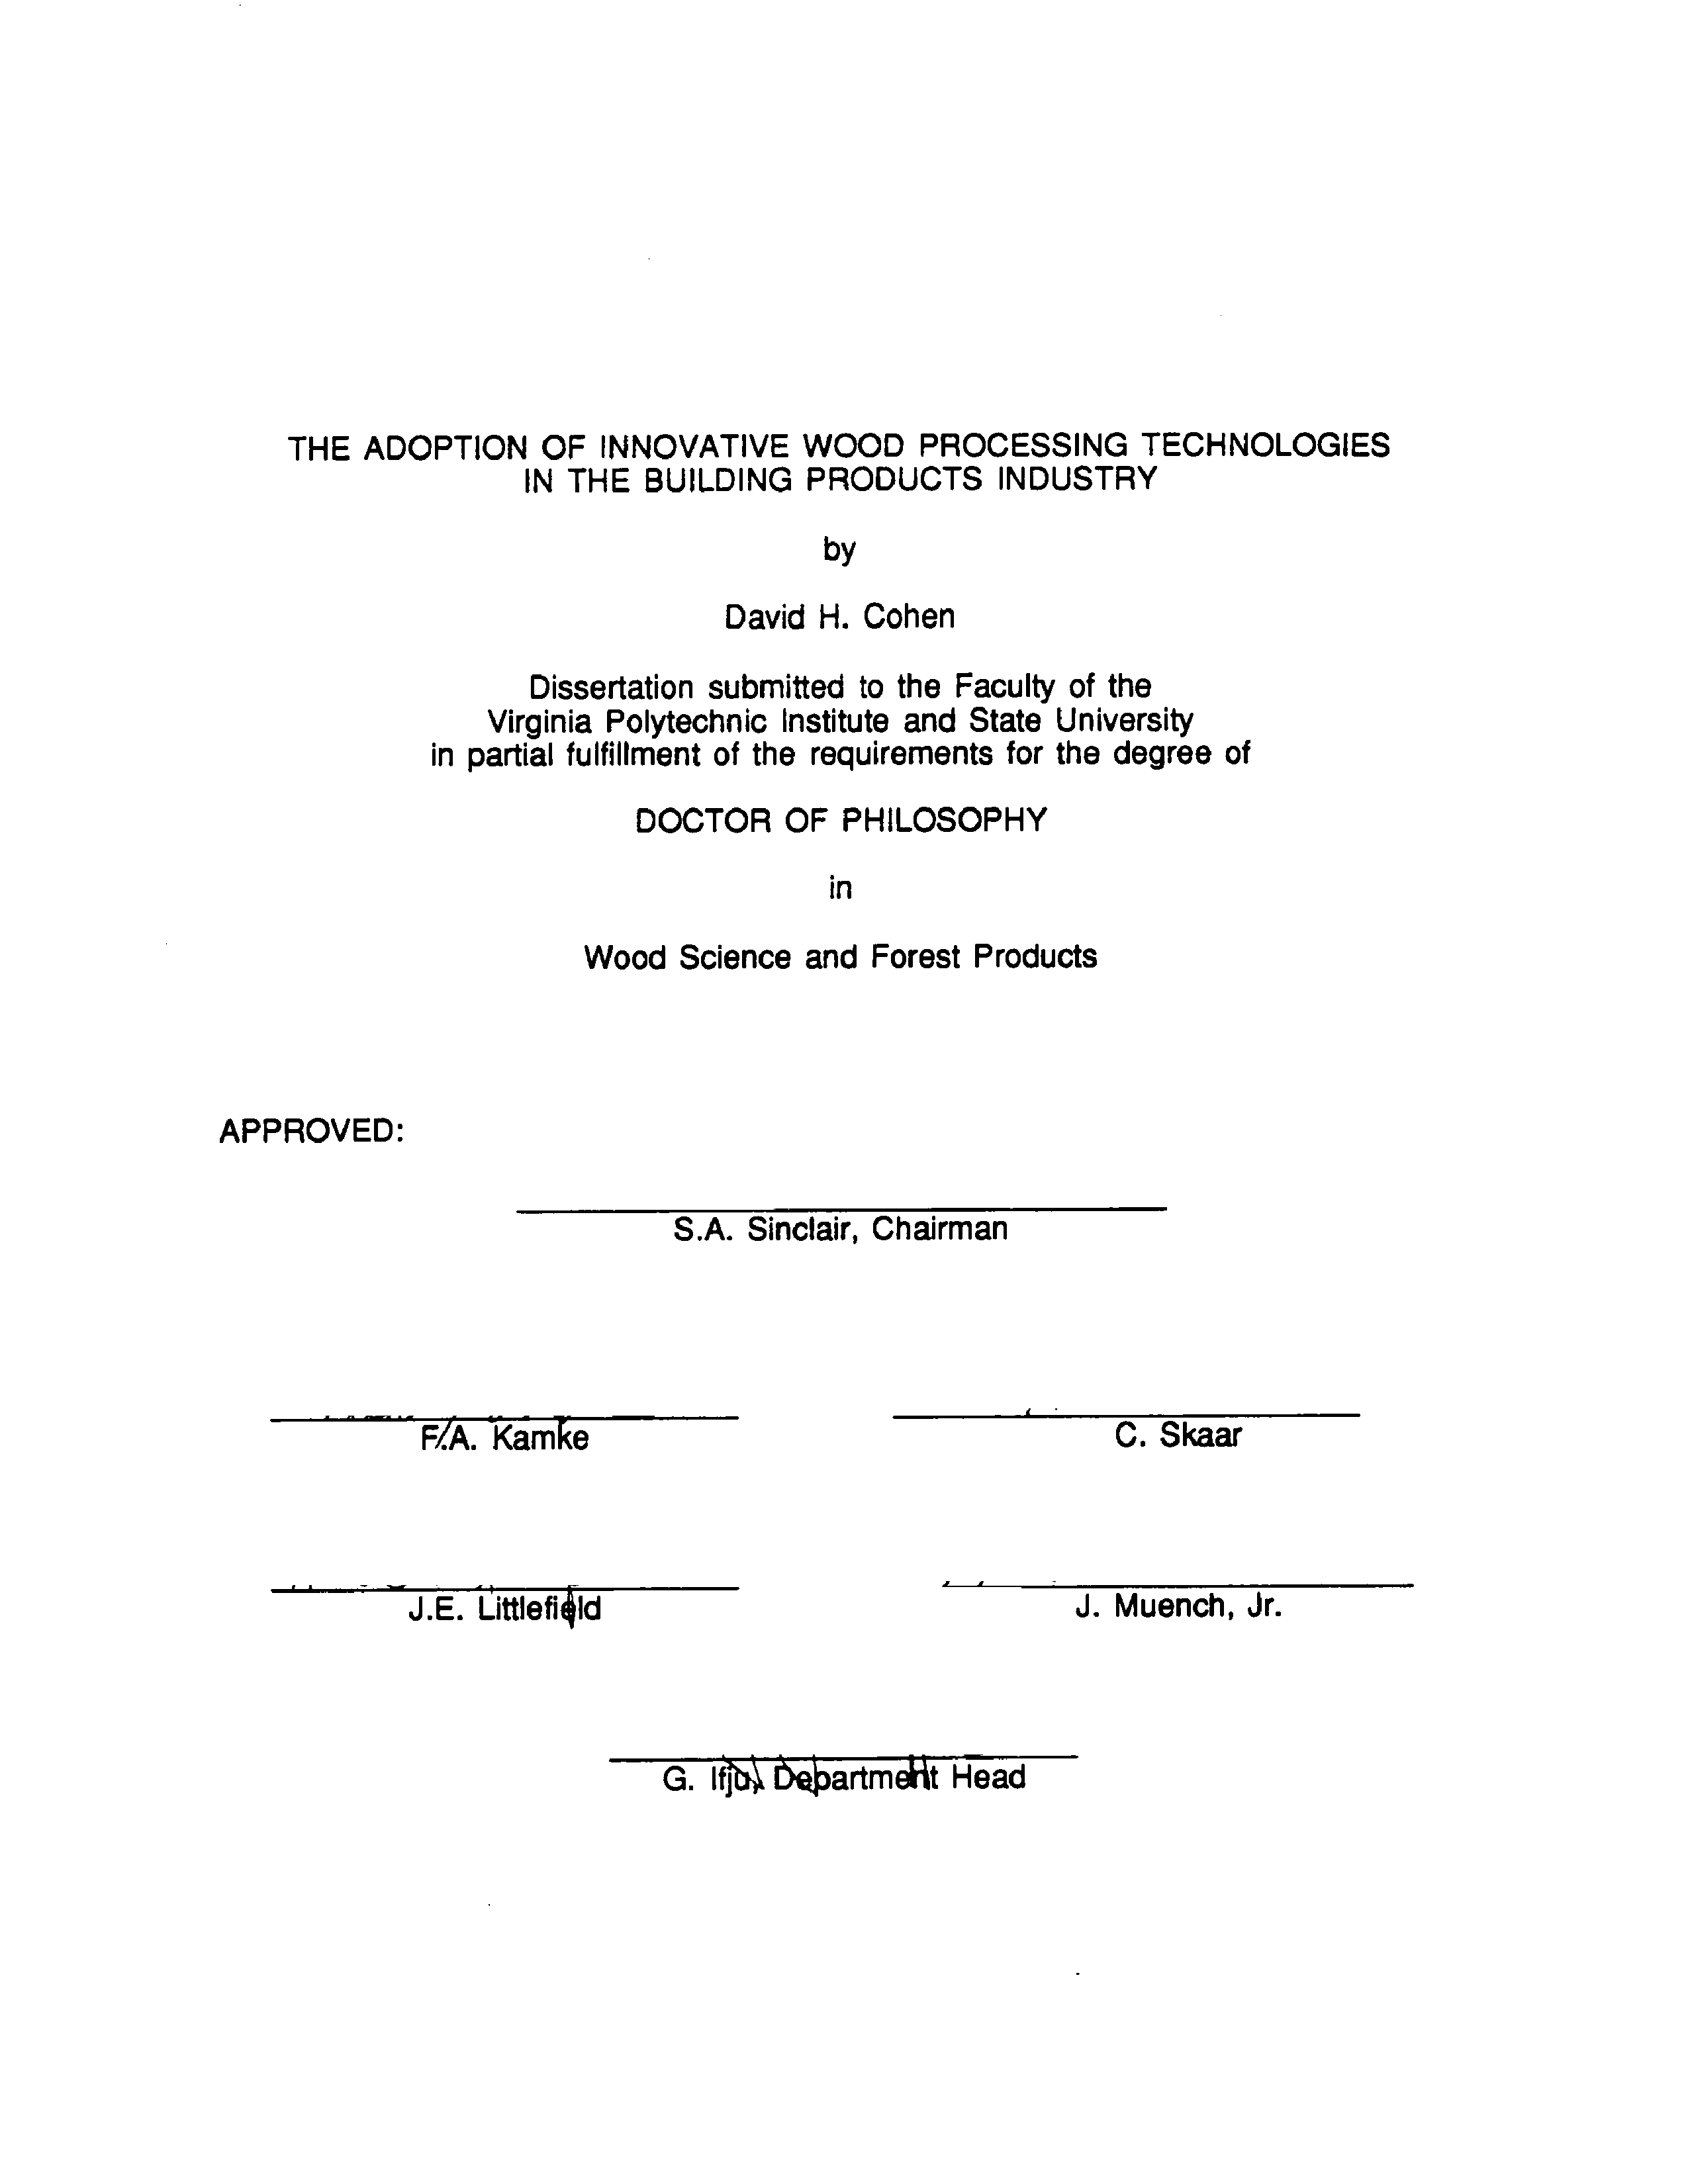 THE ADOPTION OF INNOVATIVE WOOD PROCESSING TECHNOLOGIES
IN THE BUILDING PRODUCTS INDUSTRY
by
David H. Cohen
Dissertation submitted to the Faculty of the
Virginia Polytechnic Institute and State University
in partial fulfillment of the requirements for the degree of
DOCTOR OF PHILOSOPHY
in
Wood Science and Forest Products
APPROVED:
S.A. Sinclair, Chairman
F.A. Kamke
C. Skaar
J.E. Littlefield
J. Muench, Jr.
G. Ifju, Department Head